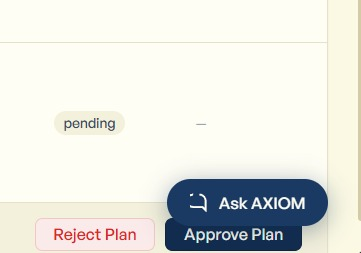 pending
—
Ask AXIOM
Reject Plan
Approve Plan